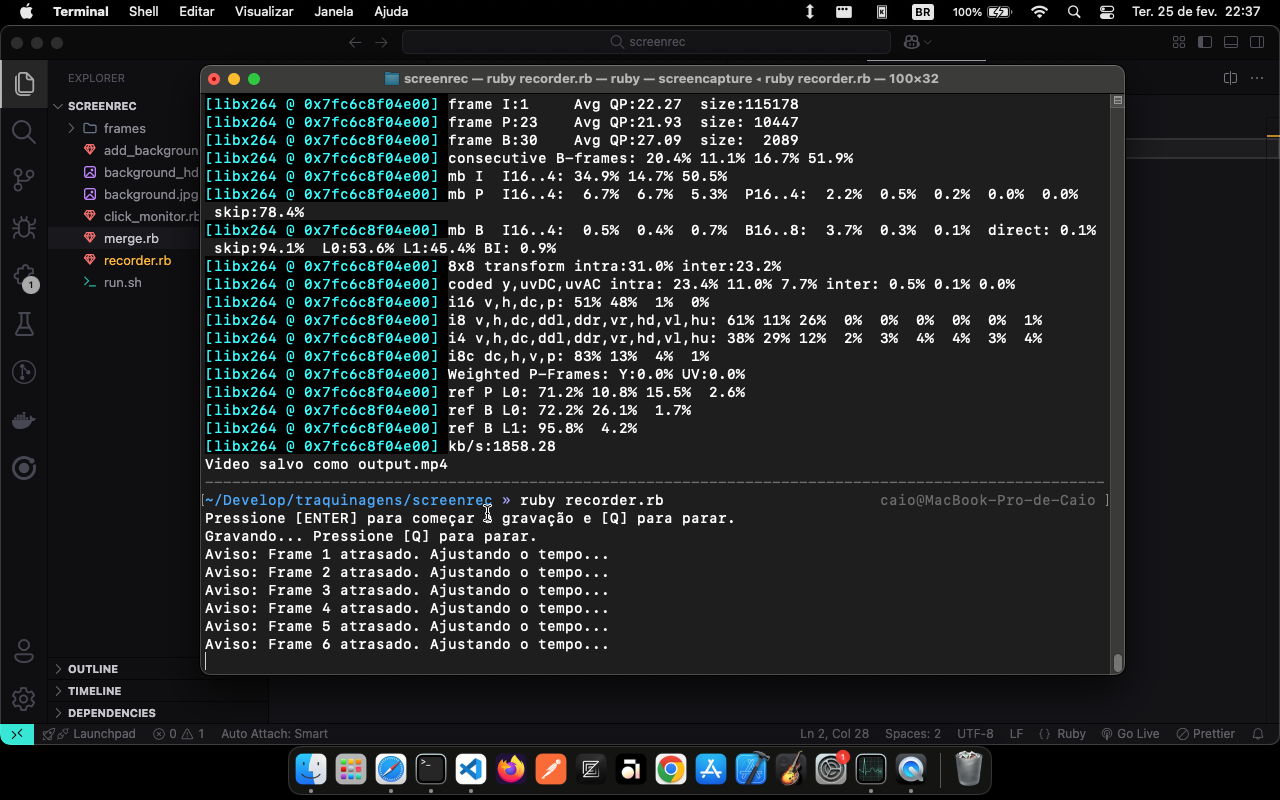 Terminal Shell Editar Visualizar Janela Ajuda BR 100% Ter. 25 de fev. 22:37
screenrec
EXPLORER
SCREENREC
frames
add_backgroun
background_hd
background.jpg
click_monitor.rb
merge.rb
recorder.rb
run.sh
1
screenrec — ruby recorder.rb — ruby — screencapture ◂ ruby recorder.rb — 100×32
[libx264 @ 0x7fc6c8f04e00] frame I:1     Avg QP:22.27  size:115178
[libx264 @ 0x7fc6c8f04e00] frame P:23    Avg QP:21.93  size: 10447
[libx264 @ 0x7fc6c8f04e00] frame B:30    Avg QP:27.09  size:  2089
[libx264 @ 0x7fc6c8f04e00] consecutive B-frames: 20.4% 11.1% 16.7% 51.9%
[libx264 @ 0x7fc6c8f04e00] mb I  I16..4: 34.9% 14.7% 50.5%
[libx264 @ 0x7fc6c8f04e00] mb P  I16..4:  6.7%  6.7%  5.3%  P16..4:  2.2%  0.5%  0.2%  0.0%  0.0%
skip:78.4%
[libx264 @ 0x7fc6c8f04e00] mb B  I16..4:  0.5%  0.4%  0.7%  B16..8:  3.7%  0.3%  0.1%  direct: 0.1%
skip:94.1%  L0:53.6% L1:45.4% BI: 0.9%
[libx264 @ 0x7fc6c8f04e00] 8x8 transform intra:31.0% inter:23.2%
[libx264 @ 0x7fc6c8f04e00] coded y,uvDC,uvAC intra: 23.4% 11.0% 7.7% inter: 0.5% 0.1% 0.0%
[libx264 @ 0x7fc6c8f04e00] i16 v,h,dc,p: 51% 48%  1%  0%
[libx264 @ 0x7fc6c8f04e00] i8 v,h,dc,ddl,ddr,vr,hd,vl,hu: 61% 11% 26%  0%  0%  0%  0%  0%  1%
[libx264 @ 0x7fc6c8f04e00] i4 v,h,dc,ddl,ddr,vr,hd,vl,hu: 38% 29% 12%  2%  3%  4%  4%  3%  4%
[libx264 @ 0x7fc6c8f04e00] i8c dc,h,v,p: 83% 13%  4%  1%
[libx264 @ 0x7fc6c8f04e00] Weighted P-Frames: Y:0.0% UV:0.0%
[libx264 @ 0x7fc6c8f04e00] ref P L0: 71.2% 10.8% 15.5%  2.6%
[libx264 @ 0x7fc6c8f04e00] ref B L0: 72.2% 26.1%  1.7%
[libx264 @ 0x7fc6c8f04e00] ref B L1: 95.8%  4.2%
[libx264 @ 0x7fc6c8f04e00] kb/s:1858.28
Video salvo como output.mp4
[~/Develop/traquinagens/screenrec » ruby recorder.rb caio@MacBook-Pro-de-Caio ]
Pressione [ENTER] para começar a gravação e [Q] para parar.
Gravando... Pressione [Q] para parar.
Aviso: Frame 1 atrasado. Ajustando o tempo...
Aviso: Frame 2 atrasado. Ajustando o tempo...
Aviso: Frame 3 atrasado. Ajustando o tempo...
Aviso: Frame 4 atrasado. Ajustando o tempo...
Aviso: Frame 5 atrasado. Ajustando o tempo...
Aviso: Frame 6 atrasado. Ajustando o tempo...
OUTLINE
TIMELINE
DEPENDENCIES
Launchpad 0 1 Auto Attach: Smart Ln 2, Col 28 Spaces: 2 UTF-8 LF {} Ruby Go Live Prettier
1